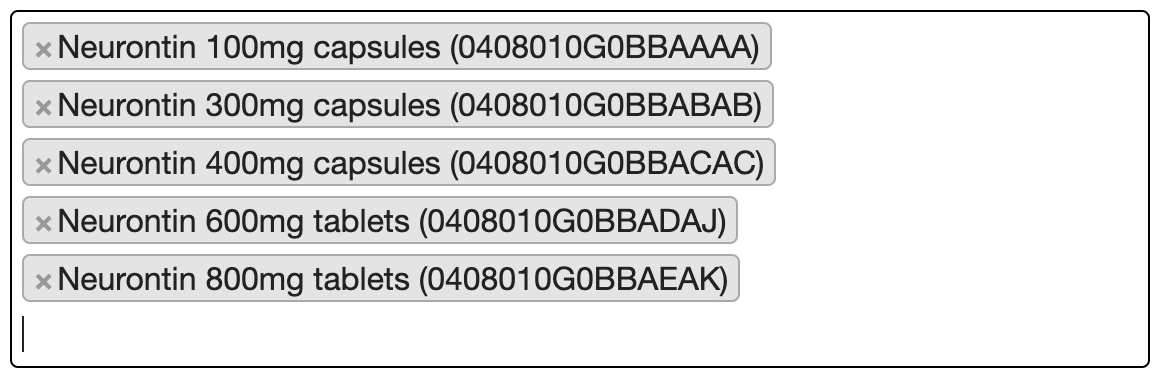 ×Neurontin 100mg capsules (0408010G0BBAAAA)
×Neurontin 300mg capsules (0408010G0BBABAB)
×Neurontin 400mg capsules (0408010G0BBACAC)
×Neurontin 600mg tablets (0408010G0BBADAJ)
×Neurontin 800mg tablets (0408010G0BBAEAK)